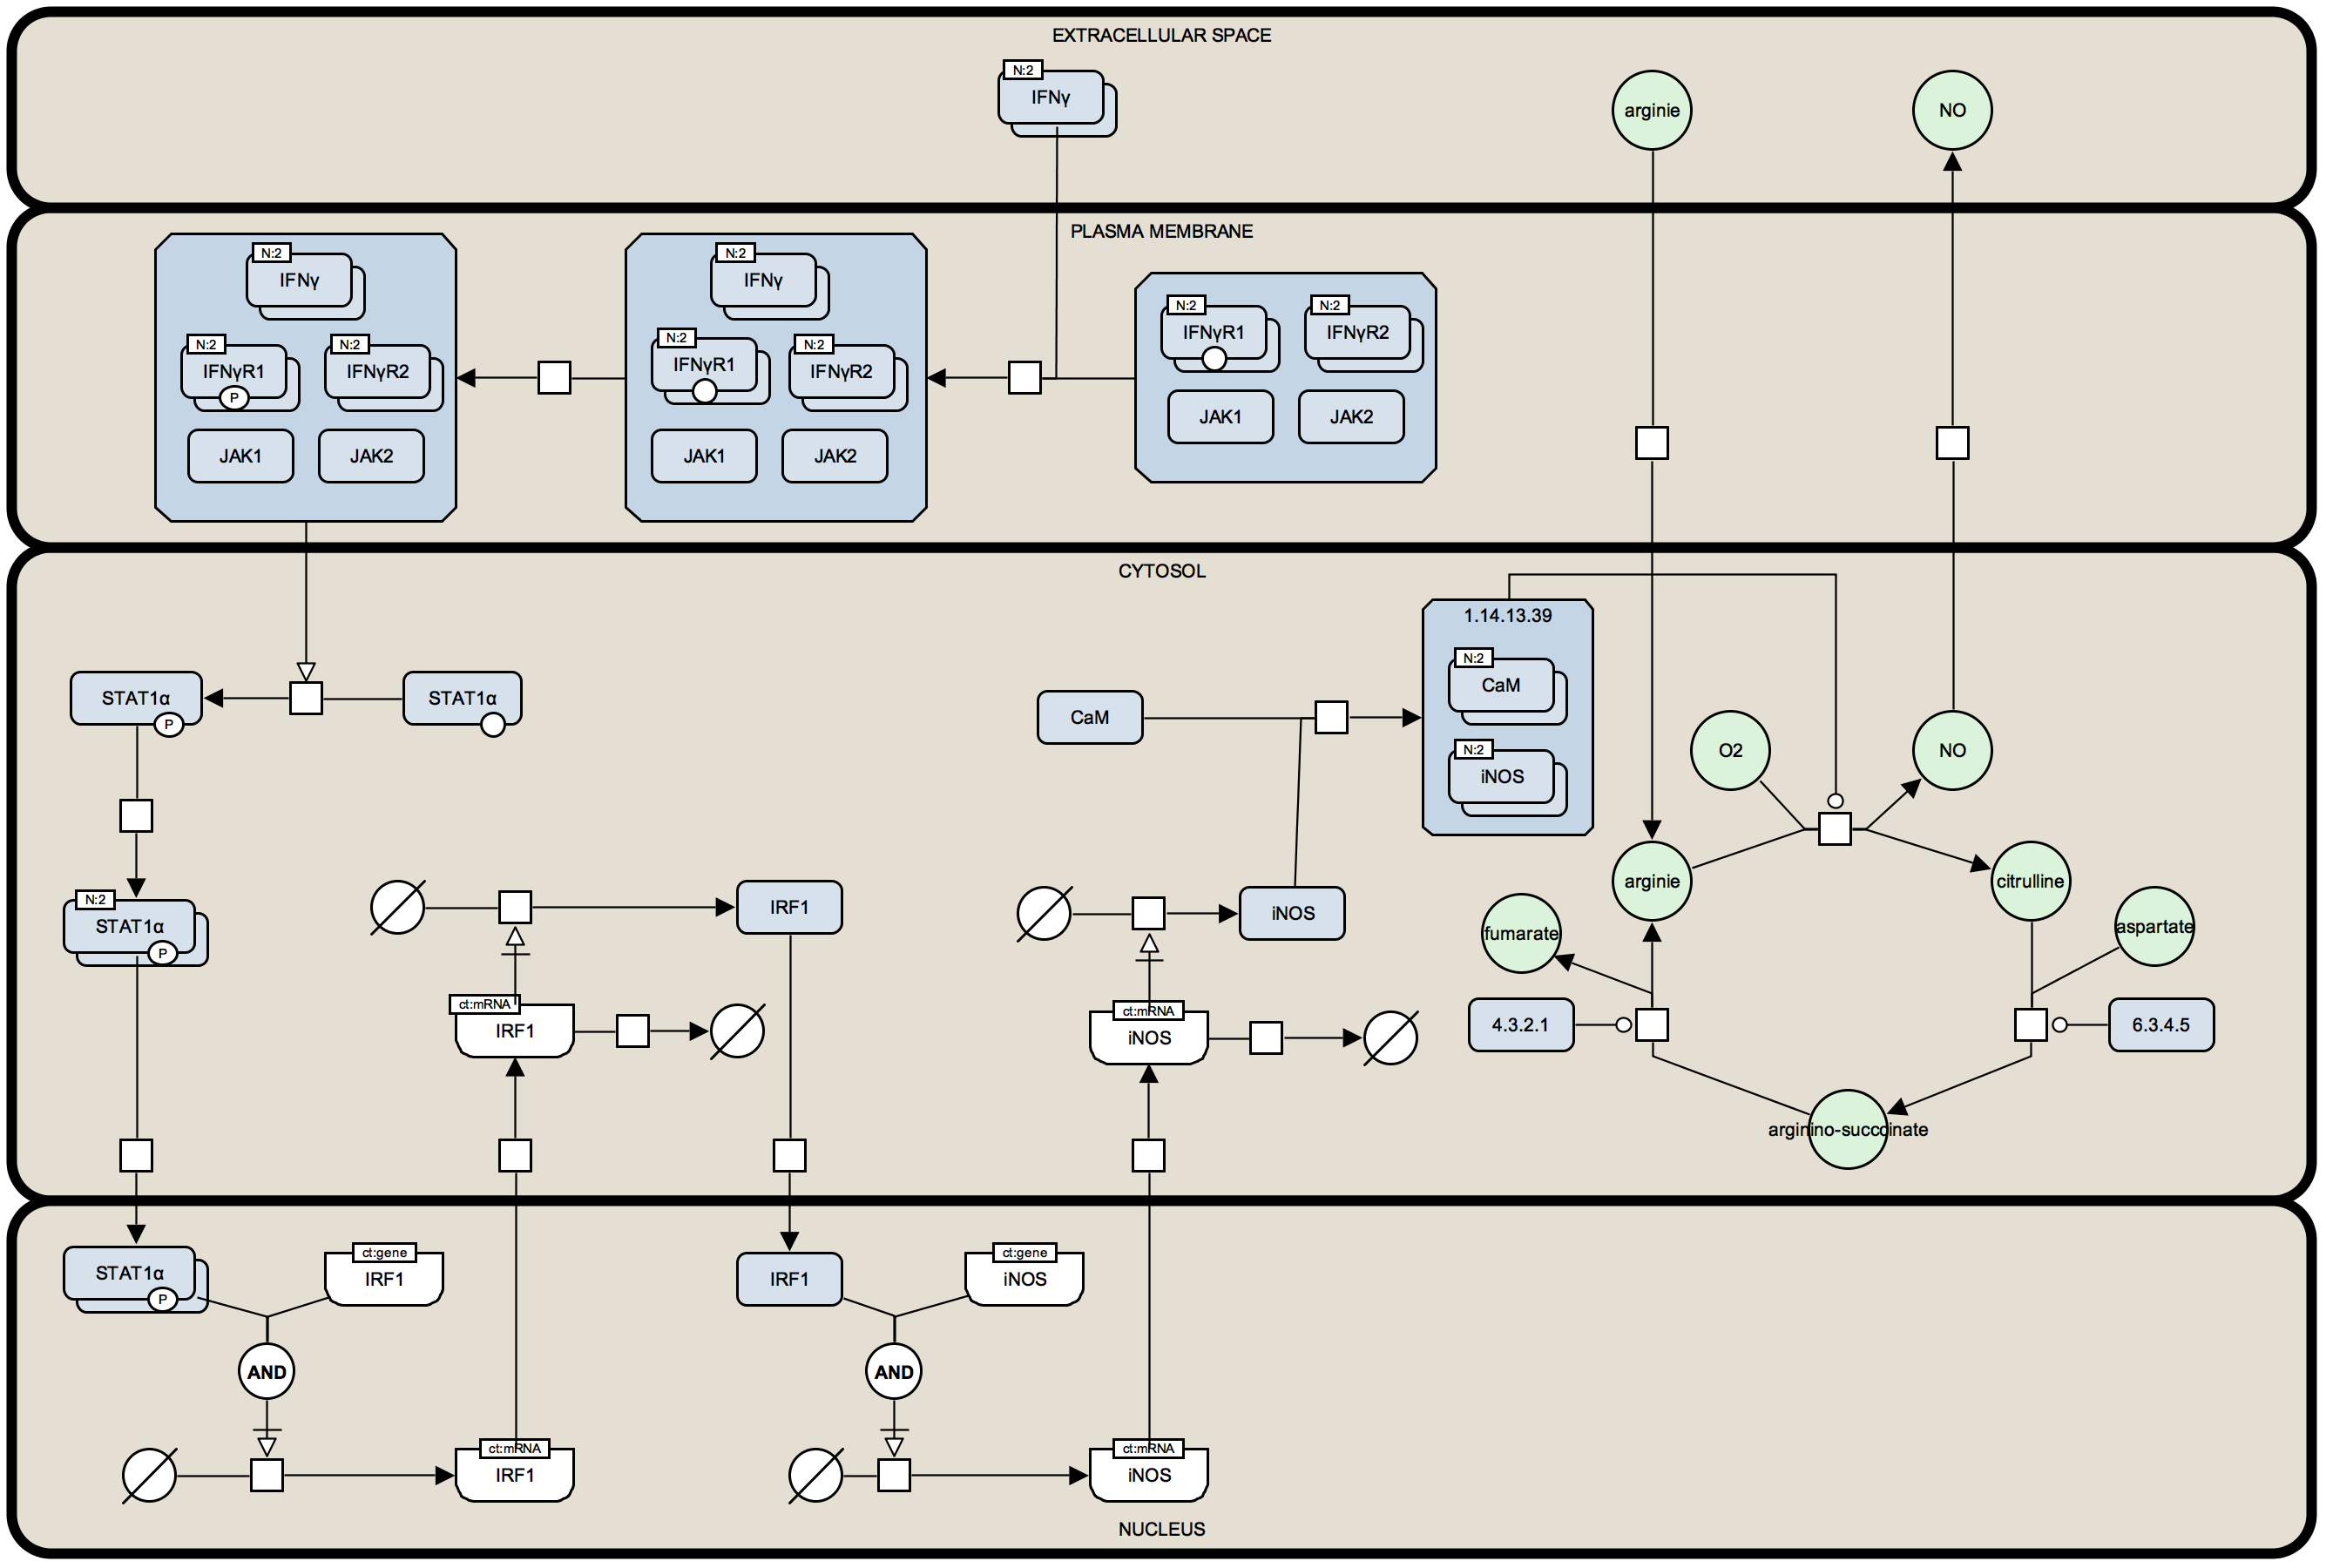 EXTRACELLULAR SPACE
N:2
IFNγ
arginie
NO
PLASMA MEMBRANE
N:2
IFNγ
N:2
IFNγR1
P
N:2
IFNγR2
JAK1
JAK2
N:2
IFNγ
N:2
IFNγR1
N:2
IFNγR2
JAK1
JAK2
N:2
IFNγR1
N:2
IFNγR2
JAK1
JAK2
CYTOSOL
STAT1α
P
STAT1α
CaM
1.14.13.39
N:2
CaM
N:2
iNOS
O2
NO
N:2
STAT1α
P
IRF1
iNOS
arginie
citrulline
fumarate
aspartate
ct:mRNA
IRF1
ct:mRNA
iNOS
4.3.2.1
6.3.4.5
arginino-succcinate
STAT1α
P
ct:gene
IRF1
IRF1
ct:gene
iNOS
AND
AND
ct:mRNA
IRF1
ct:mRNA
iNOS
NUCLEUS